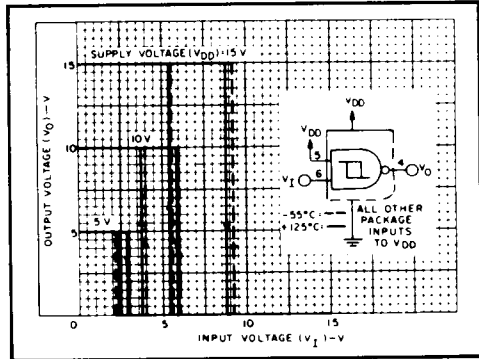 SUPPLY VOLTAGE (VDD)=15 V
15
10 V
10
5 V
5
0
5
10
15
OUTPUT VOLTAGE (VO)-V
INPUT VOLTAGE (VI)-V
VDD
VDD
5
4
VO
VI
6
-55°C:
+125°C:
ALL OTHER
PACKAGE
INPUTS
TO VDD